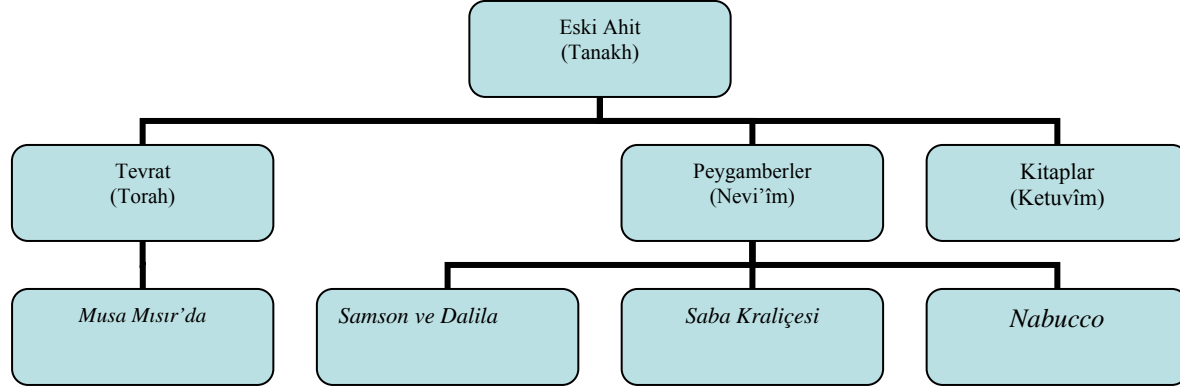 Eski Ahit
(Tanakh)
Tevrat
(Torah)
Peygamberler
(Nevi’îm)
Kitaplar
(Ketuvîm)
Musa Mısır’da
Samson ve Dalila
Saba Kraliçesi
Nabucco